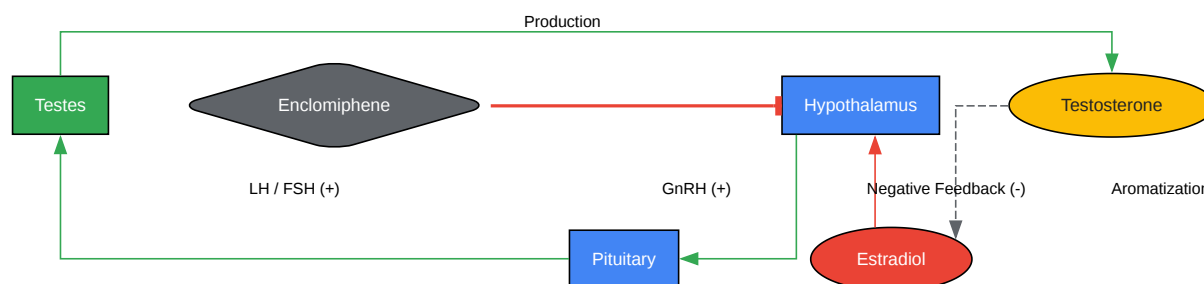 Production
Testes
Enclomiphene
Hypothalamus
Testosterone
LH / FSH (+)
GnRH (+)
Negative Feedback (-)
Aromatization
Pituitary
Estradiol